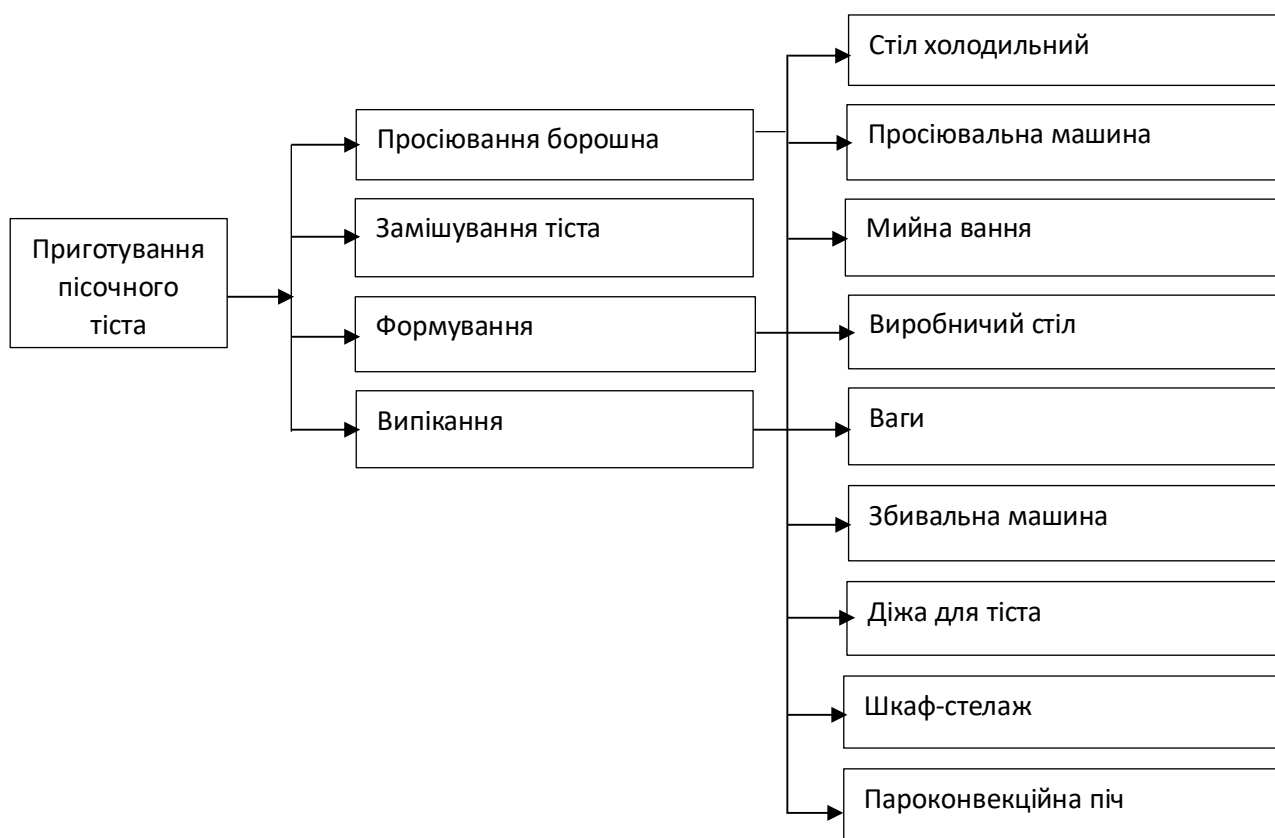 Приготування
пісочного
тіста
Просіювання борошна
Замішування тіста
Формування
Випікання
Стіл холодильний
Просіювальна машина
Мийна вання
Виробничий стіл
Ваги
Збивальна машина
Діжа для тіста
Шкаф-стелаж
Пароконвекційна піч